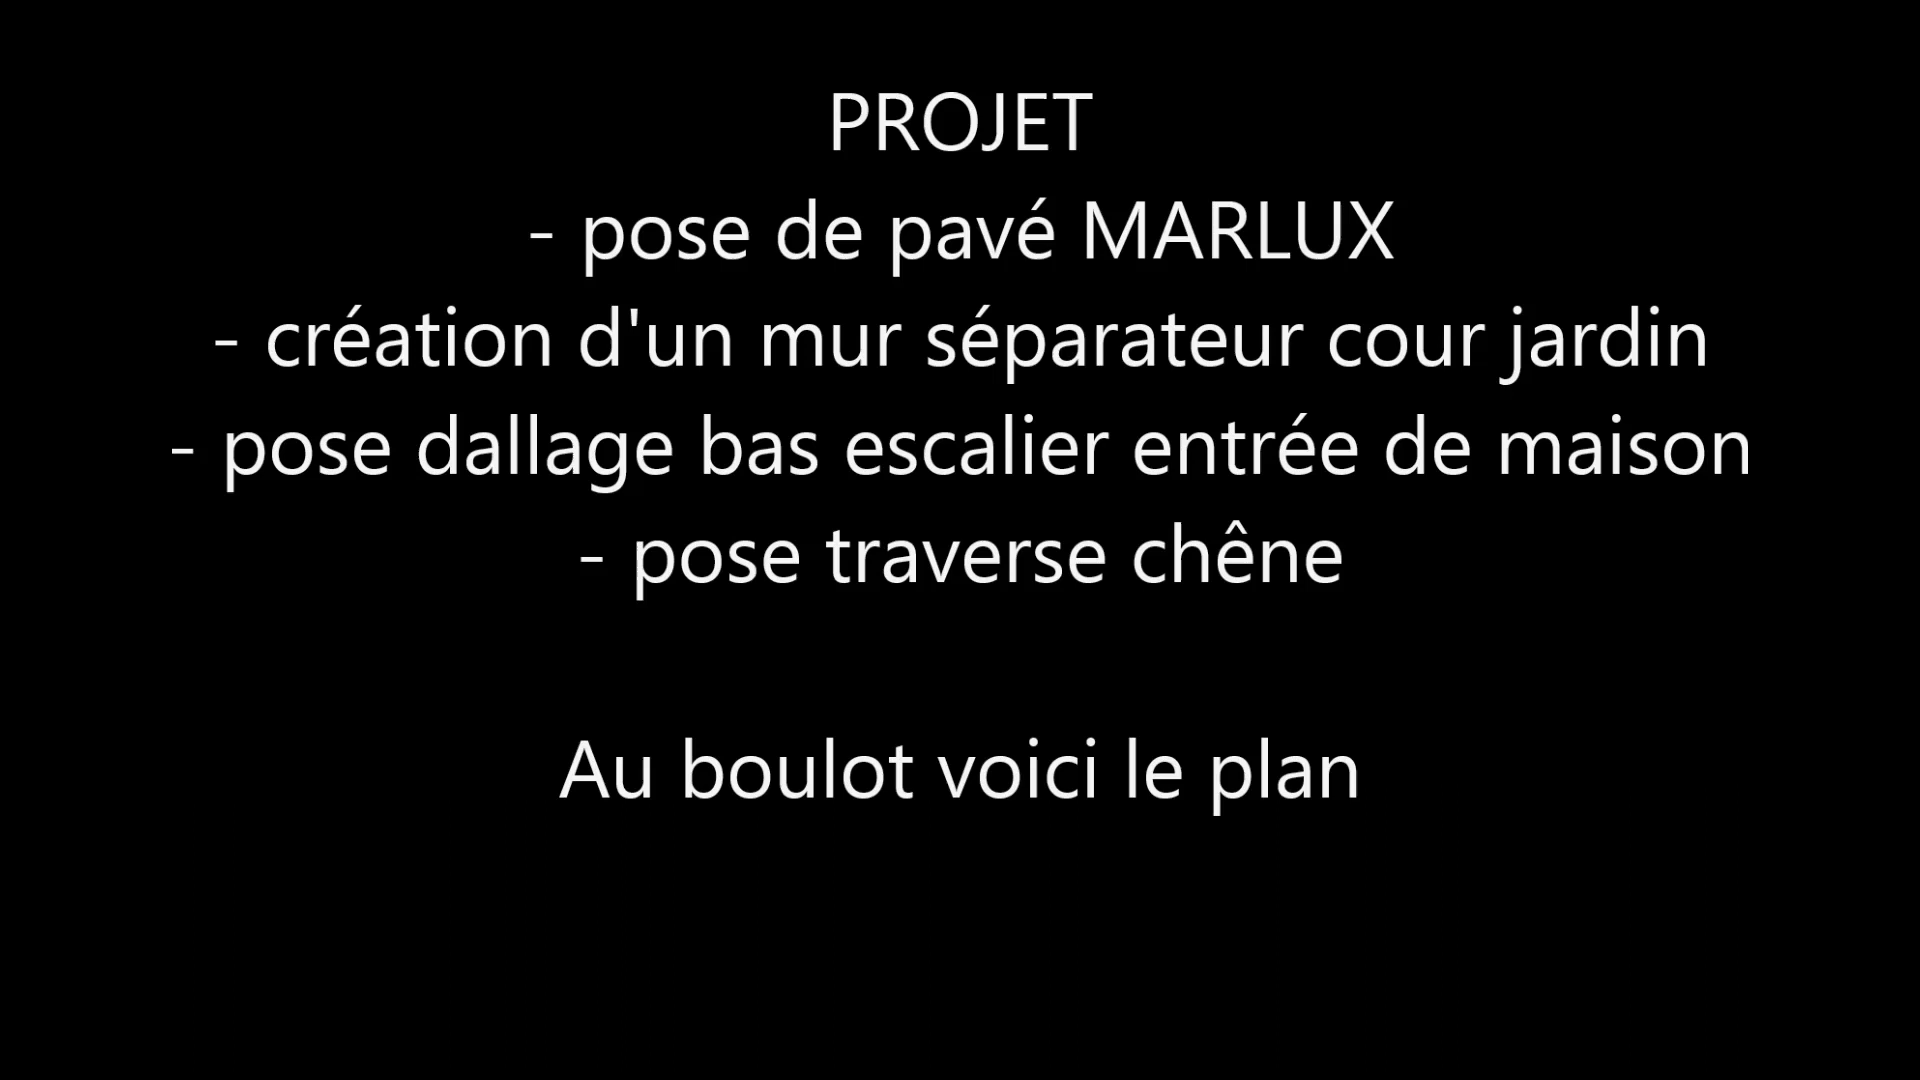 PROJET
- pose de pavé MARLUX
- création d'un mur séparateur cour jardin
- pose dallage bas escalier entrée de maison
- pose traverse chêne
Au boulot voici le plan